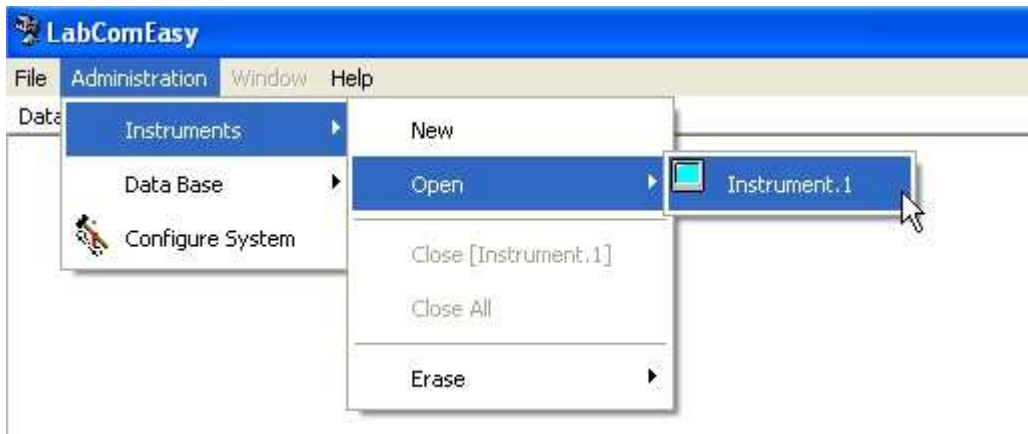 LabComEasy
File Administration Window Help
Data
Instruments
Data Base
Configure System
New
Open
Close [Instrument.1]
Close All
Erase
Instrument.1